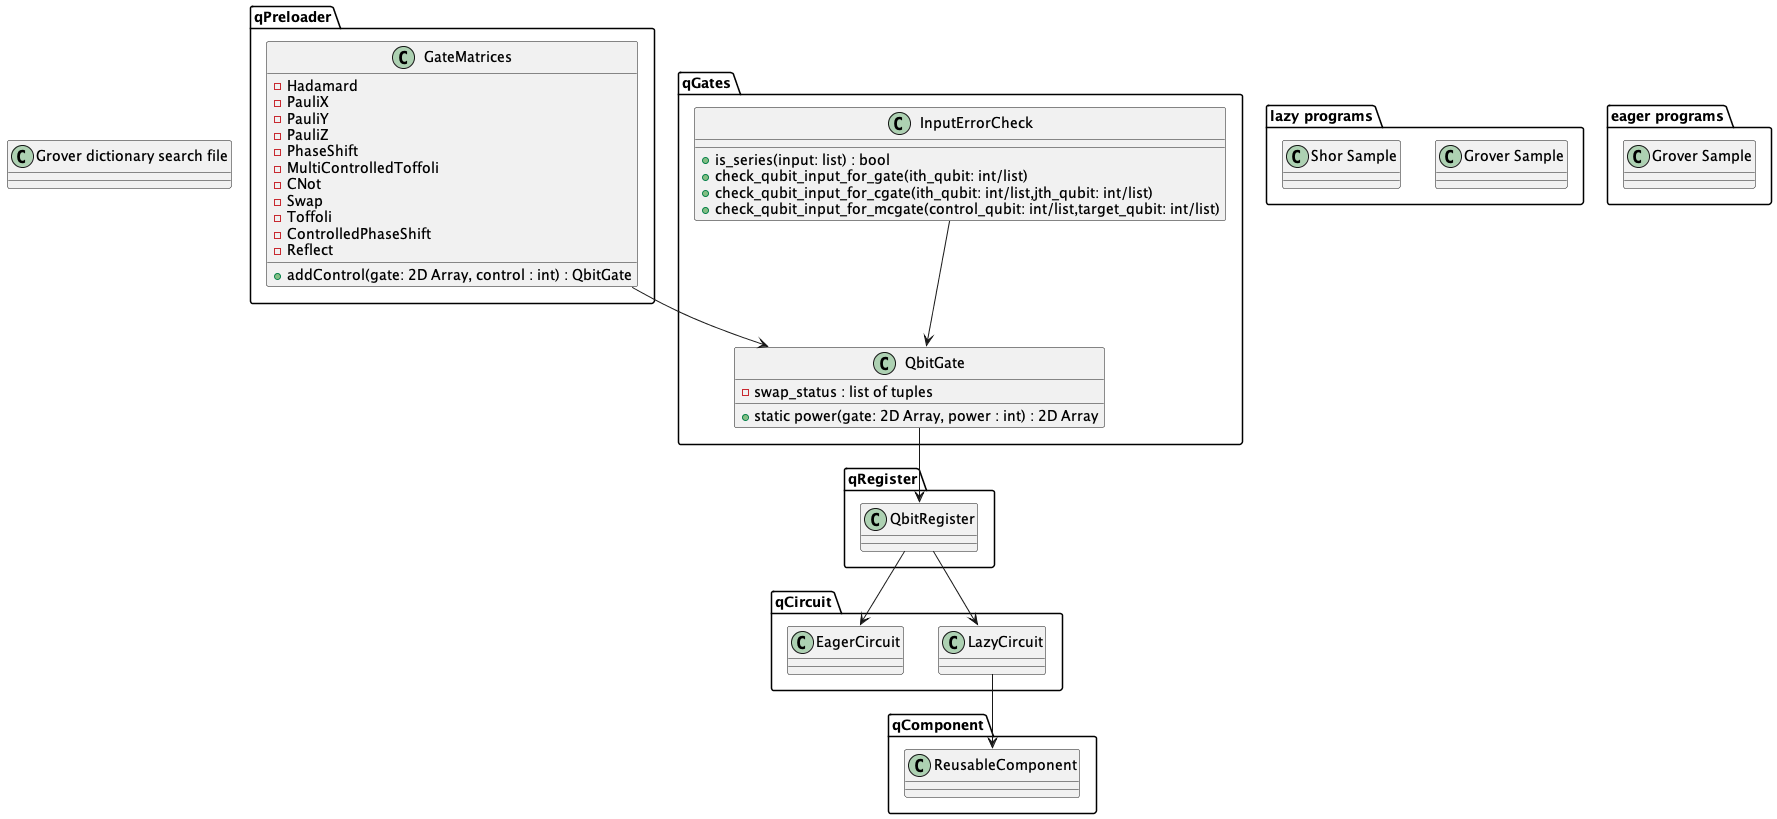 qPreloader
C GateMatrices
Hadamard
PauliX
PauliY
PauliZ
PhaseShift
MultiControlledToffoli
CNot
Swap
Toffoli
ControlledPhaseShift
Reflect
addControl(gate: 2D Array, control : int) : QbitGate
C Grover dictionary search file
qGates
C InputErrorCheck
is_series(input: list) : bool
check_qubit_input_for_gate(ith_qubit: int/list)
check_qubit_input_for_cgate(ith_qubit: int/list,jth_qubit: int/list)
check_qubit_input_for_mcgate(control_qubit: int/list,target_qubit: int/list)
C QbitGate
swap_status : list of tuples
static power(gate: 2D Array, power : int) : 2D Array
lazy programs
C Shor Sample
C Grover Sample
eager programs
C Grover Sample
qRegister
C QbitRegister
qCircuit
C EagerCircuit
C LazyCircuit
qComponent
C ReusableComponent